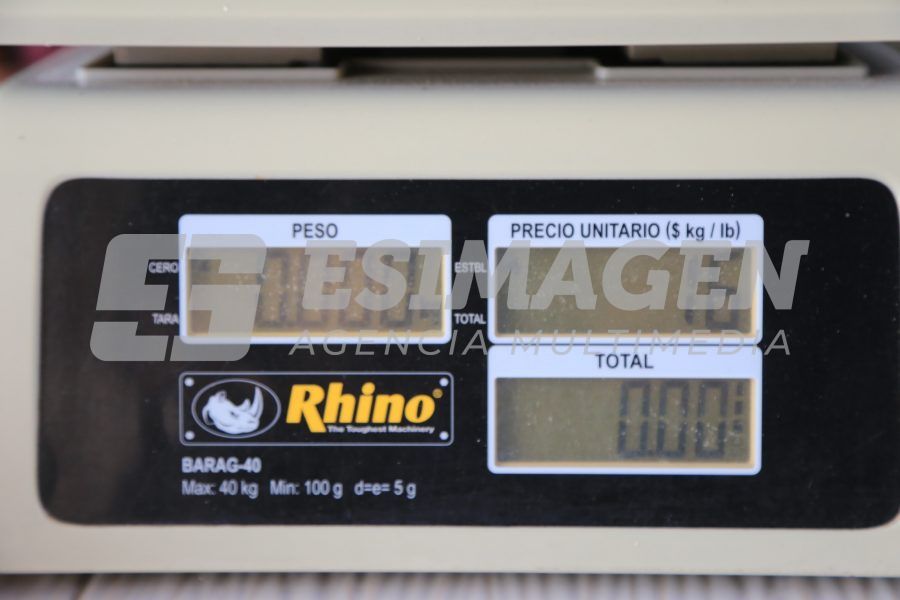 PESO
PRECIO UNITARIO ($ kg / lb)
CERO
ESTBL
ESIMAGEN
TARA
TOTAL
AGENCIA MULTIMEDIA
TOTAL
0.00
Rhino®
The Toughest Machinery
BARAG-40
Max: 40 kg Min: 100 g d=e= 5 g